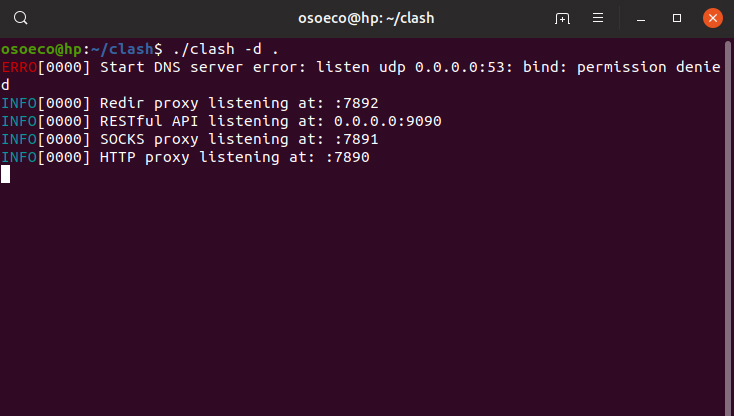 osoeco@hp: ~/clash
osoeco@hp:~/clash$ ./clash -d .
ERRO[0000] Start DNS server error: listen udp 0.0.0.0:53: bind: permission denie
d
INFO[0000] Redir proxy listening at: :7892
INFO[0000] RESTful API listening at: 0.0.0.0:9090
INFO[0000] SOCKS proxy listening at: :7891
INFO[0000] HTTP proxy listening at: :7890